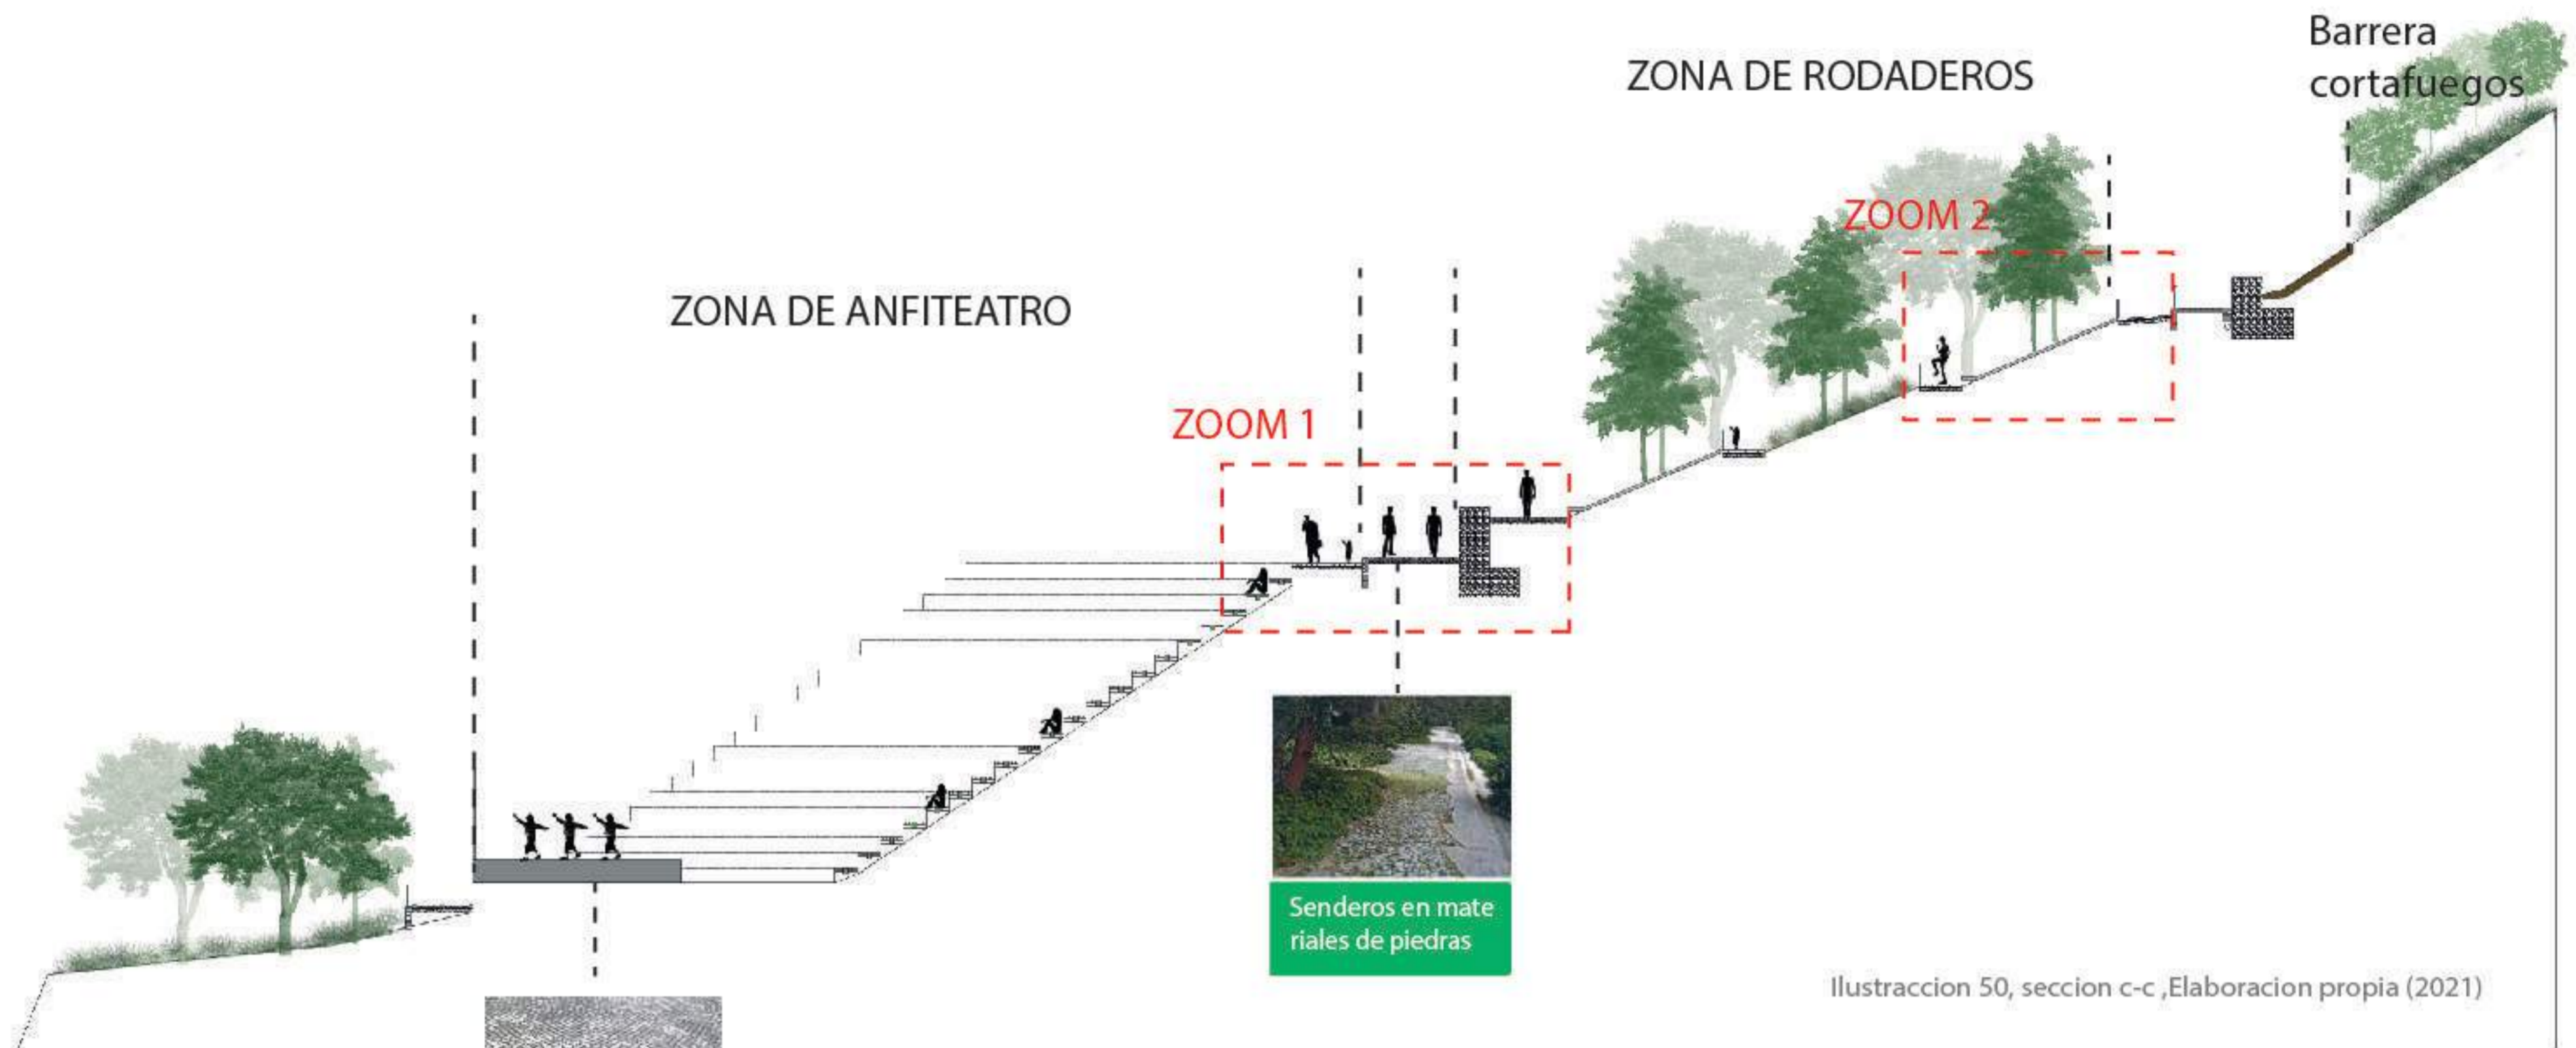 Barrera
cortafuegos
ZONA DE RODADEROS
ZOOM 2
ZONA DE ANFITEATRO
ZOOM 1
Senderos en mate
riales de piedras
Ilustraccion 50, seccion c-c ,Elaboracion propia (2021)